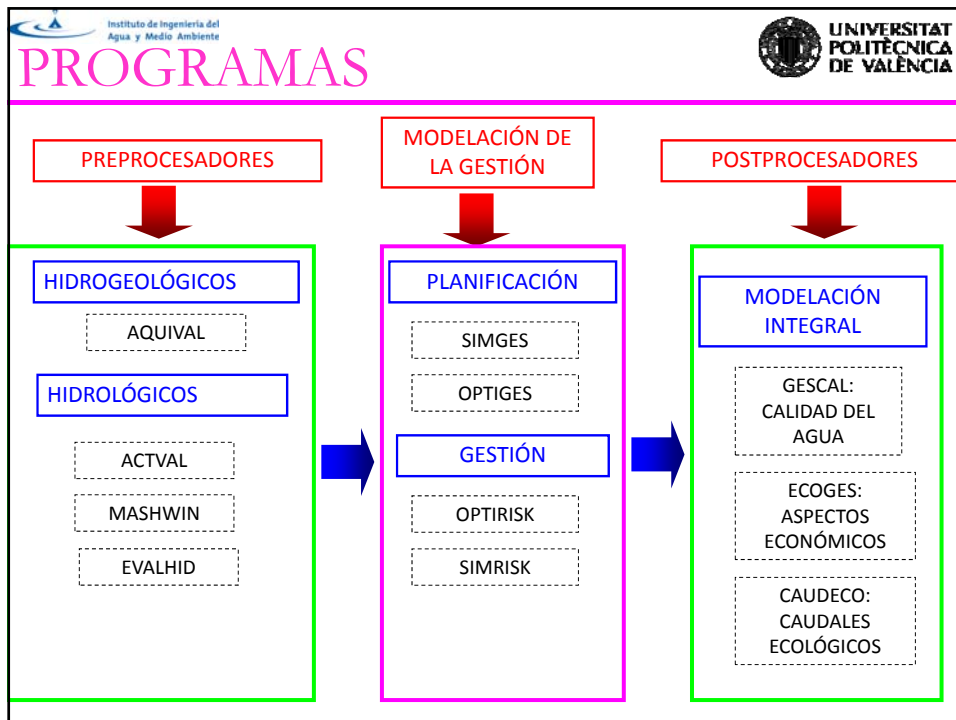 Instituto de Ingeniería del
Agua y Medio Ambiente
PROGRAMAS
UNIVERSITAT
POLITÈCNICA
DE VALÈNCIA
PREPROCESADORES
MODELACIÓN DE
LA GESTIÓN
POSTPROCESADORES
HIDROGEOLÓGICOS
AQUIVAL
HIDROLÓGICOS
ACTVAL
MASHWIN
EVALHID
PLANIFICACIÓN
SIMGES
OPTIGES
GESTIÓN
OPTIRISK
SIMRISK
MODELACIÓN
INTEGRAL
GESCAL:
CALIDAD DEL
AGUA
ECOGES:
ASPECTOS
ECONÓMICOS
CAUDECO:
CAUDALES
ECOLÓGICOS